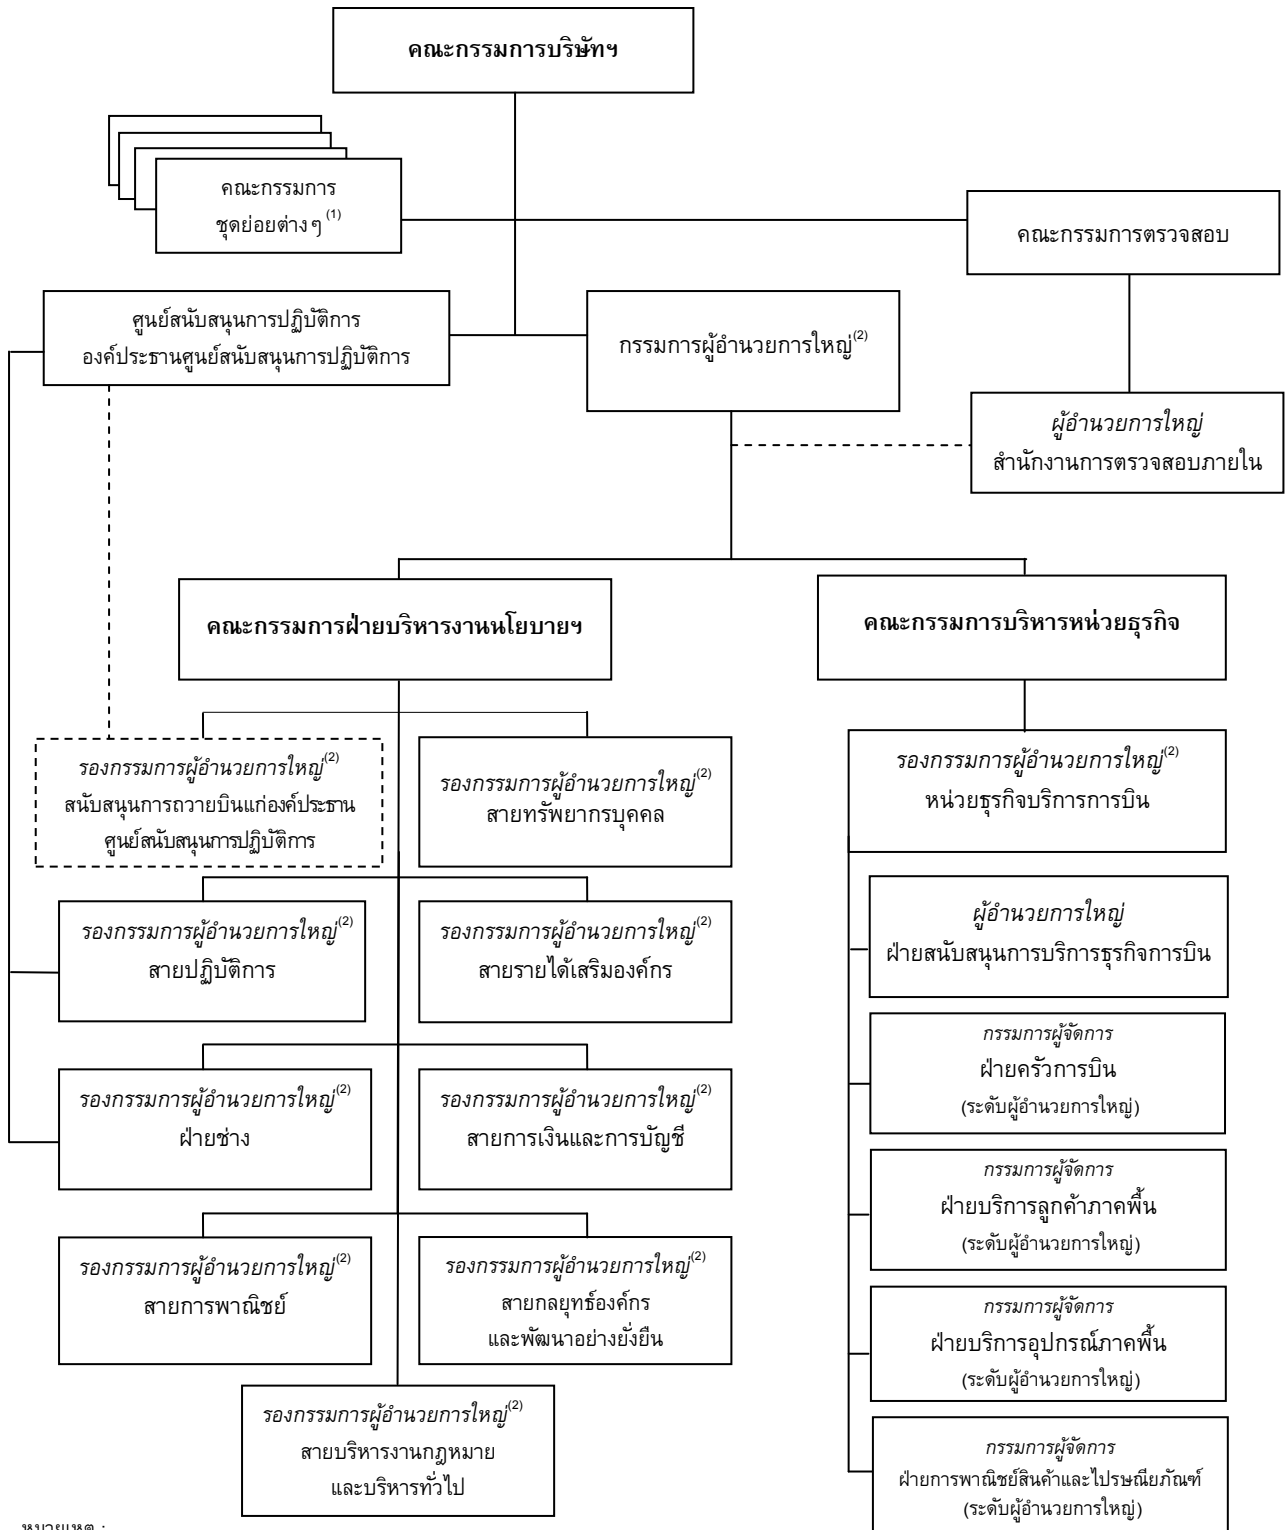 คณะกรรมการบริษัทฯ
คณะกรรมการ
ชุดย่อยต่างๆ(1)
คณะกรรมการตรวจสอบ
ศูนย์สนับสนุนการปฏิบัติการ
องค์ประธานศูนย์สนับสนุนการปฏิบัติการ
กรรมการผู้อำนวยการใหญ่(2)
ผู้อำนวยการใหญ่
สำนักงานการตรวจสอบภายใน
คณะกรรมการฝ่ายบริหารงานนโยบายฯ
คณะกรรมการบริหารหน่วยธุรกิจ
รองกรรมการผู้อำนวยการใหญ่(2)
สนับสนุนการถวายบินแก่องค์ประธาน
ศูนย์สนับสนุนการปฏิบัติการ
รองกรรมการผู้อำนวยการใหญ่(2)
สายทรัพยากรบุคคล
รองกรรมการผู้อำนวยการใหญ่(2)
หน่วยธุรกิจบริการการบิน
รองกรรมการผู้อำนวยการใหญ่(2)
สายปฏิบัติการ
รองกรรมการผู้อำนวยการใหญ่(2)
สายรายได้เสริมองค์กร
ผู้อำนวยการใหญ่
ฝ่ายสนับสนุนการบริการธุรกิจการบิน
กรรมการผู้จัดการ
ฝ่ายครัวการบิน
(ระดับผู้อำนวยการใหญ่)
รองกรรมการผู้อำนวยการใหญ่(2)
ฝ่ายช่าง
รองกรรมการผู้อำนวยการใหญ่(2)
สายการเงินและการบัญชี
กรรมการผู้จัดการ
ฝ่ายบริการลูกค้าภาคพื้น
(ระดับผู้อำนวยการใหญ่)
รองกรรมการผู้อำนวยการใหญ่(2)
สายการพาณิชย์
รองกรรมการผู้อำนวยการใหญ่(2)
สายกลยุทธ์องค์กร
และพัฒนาอย่างยั่งยืน
กรรมการผู้จัดการ
ฝ่ายบริการอุปกรณ์ภาคพื้น
(ระดับผู้อำนวยการใหญ่)
รองกรรมการผู้อำนวยการใหญ่(2)
สายบริหารงานกฎหมาย
และบริหารทั่วไป
กรรมการผู้จัดการ
ฝ่ายการพาณิชย์สินค้าและไปรษณียภัณฑ์
(ระดับผู้อำนวยการใหญ่)
หมายเหตุ :